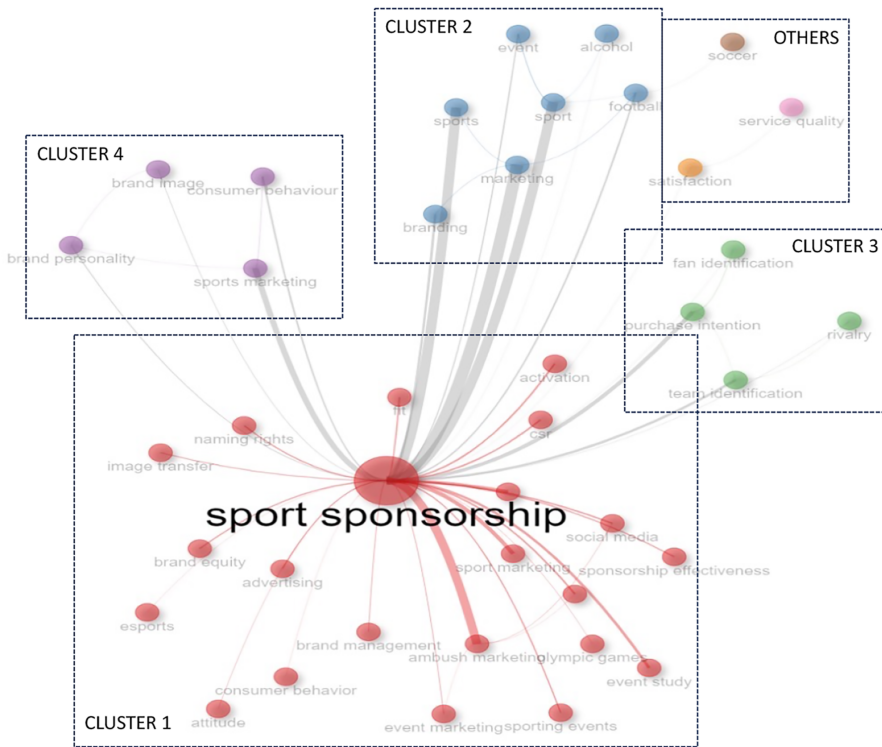 CLUSTER 2
event
alcohol
OTHERS
soccer
sports
sport
football
service quality
CLUSTER 4
brand image
consumer behaviour
marketing
satisfaction
branding
CLUSTER 3
brand personality
sports marketing
fan identification
purchase intention
rivalry
activation
team identification
fit
naming rights
csr
image transfer
sport sponsorship
social media
brand equity
sport marketing
sponsorship effectiveness
advertising
esports
brand management
ambush marketing
olympic games
event study
consumer behavior
CLUSTER 1
attitude
event marketing
sporting events